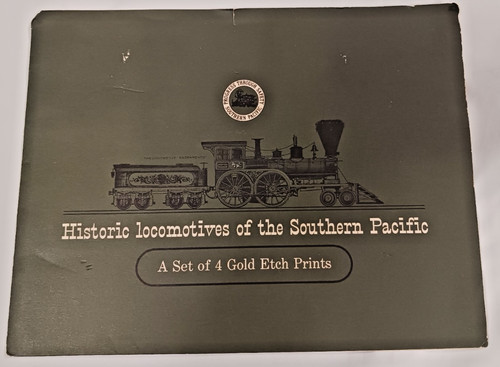 Historic locomotives of the Southern Pacific
A Set of 4 Gold Etch Prints